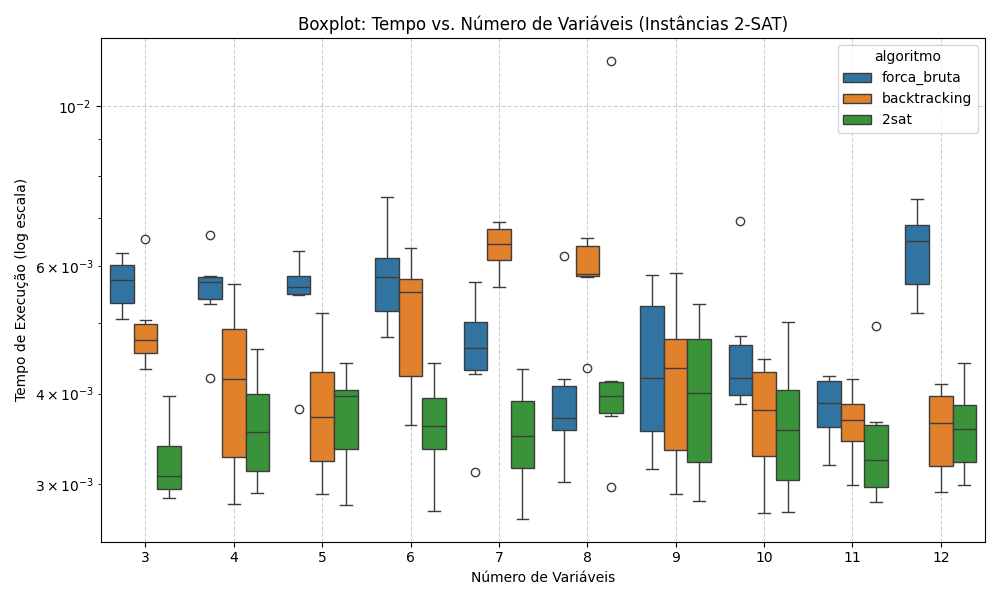 Boxplot: Tempo vs. Número de Variáveis (Instâncias 2-SAT)
algoritmo
forca_bruta
backtracking
2sat
Tempo de Execução (log escala)
10⁻²
6 × 10⁻³
4 × 10⁻³
3 × 10⁻³
3 4 5 6 7 8 9 10 11 12
Número de Variáveis